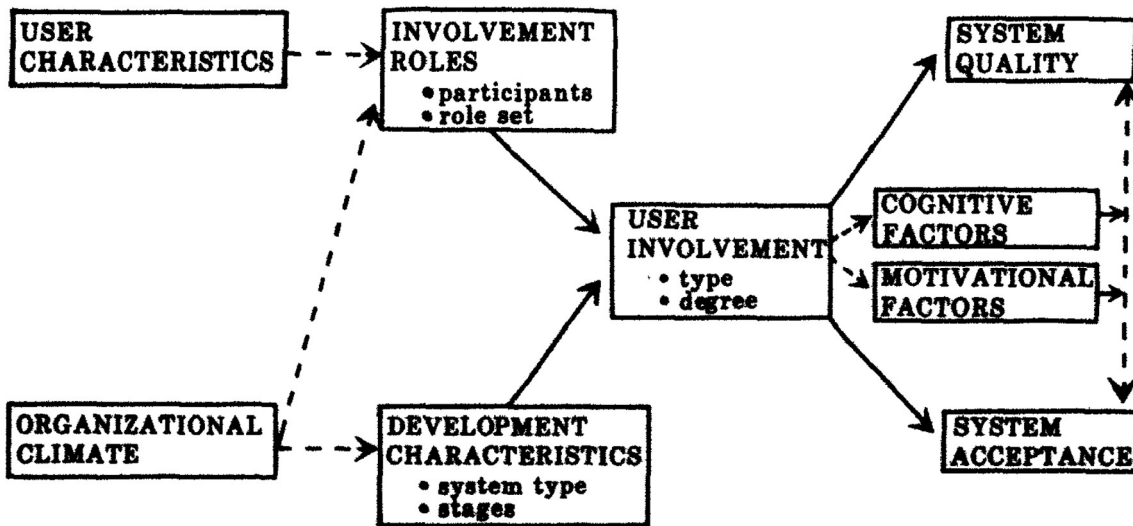 USER
CHARACTERISTICS
INVOLVEMENT
ROLES
• participants
• role set
SYSTEM
QUALITY
USER
INVOLVEMENT
• type
• degree
COGNITIVE
FACTORS
MOTIVATIONAL
FACTORS
ORGANIZATIONAL
CLIMATE
DEVELOPMENT
CHARACTERISTICS
• system type
• stages
SYSTEM
ACCEPTANCE